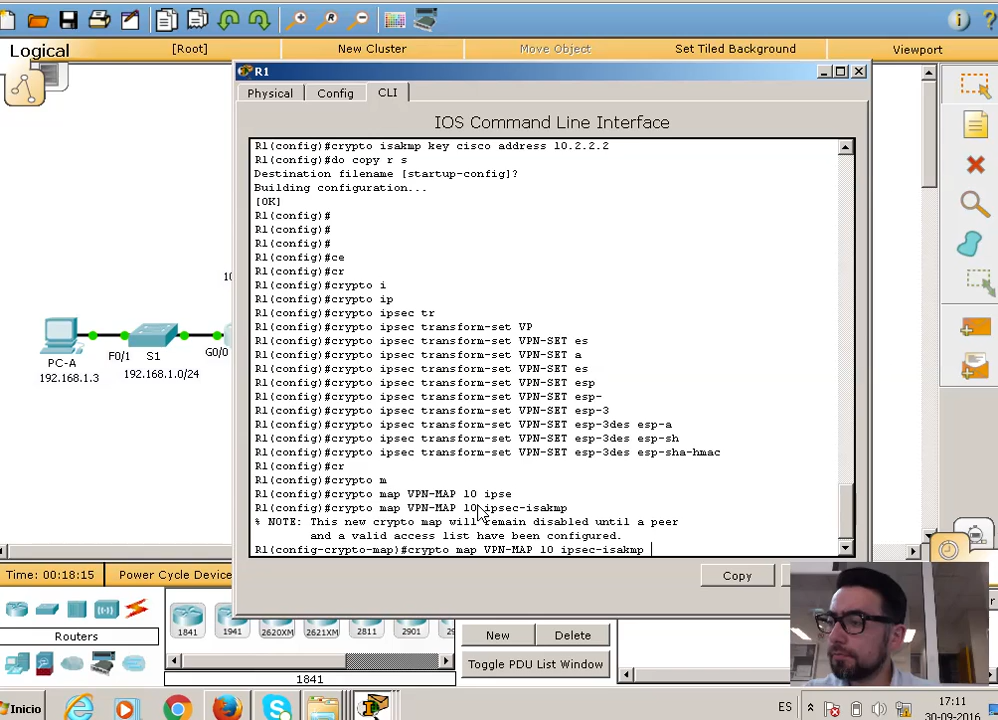 Logical
[Root]
New Cluster
Move Object
Set Tiled Background
Viewport
R1
Physical
Config
CLI
IOS Command Line Interface
R1(config)#crypto isakmp key cisco address 10.2.2.2
R1(config)#do copy r s
Destination filename [startup-config]?
Building configuration...
[OK]
R1(config)#
R1(config)#
R1(config)#
R1(config)#ce
R1(config)#cr
R1(config)#crypto i
R1(config)#crypto ip
R1(config)#crypto ipsec tr
R1(config)#crypto ipsec transform-set VP
R1(config)#crypto ipsec transform-set VPN-SET es
R1(config)#crypto ipsec transform-set VPN-SET a
R1(config)#crypto ipsec transform-set VPN-SET es
R1(config)#crypto ipsec transform-set VPN-SET esp
R1(config)#crypto ipsec transform-set VPN-SET esp-
R1(config)#crypto ipsec transform-set VPN-SET esp-3
R1(config)#crypto ipsec transform-set VPN-SET esp-3des esp-a
R1(config)#crypto ipsec transform-set VPN-SET esp-3des esp-sh
R1(config)#crypto ipsec transform-set VPN-SET esp-3des esp-sha-hmac
R1(config)#cr
R1(config)#crypto m
R1(config)#crypto map VPN-MAP 10 ipse
R1(config)#crypto map VPN-MAP 10 ipsec-isakmp
% NOTE: This new crypto map will remain disabled until a peer
and a valid access list have been configured.
R1(config-crypto-map)#crypto map VPN-MAP 10 ipsec-isakmp
Copy
10
PC-A
192.168.1.3
F0/1
S1
192.168.1.0/24
G0/0
Time: 00:18:15
Power Cycle Device
Routers
1841
1941
2620XM
2621XM
2811
2901
29
1841
New
Delete
Toggle PDU List Window
Inicio
ES
17:11
30-09-2016